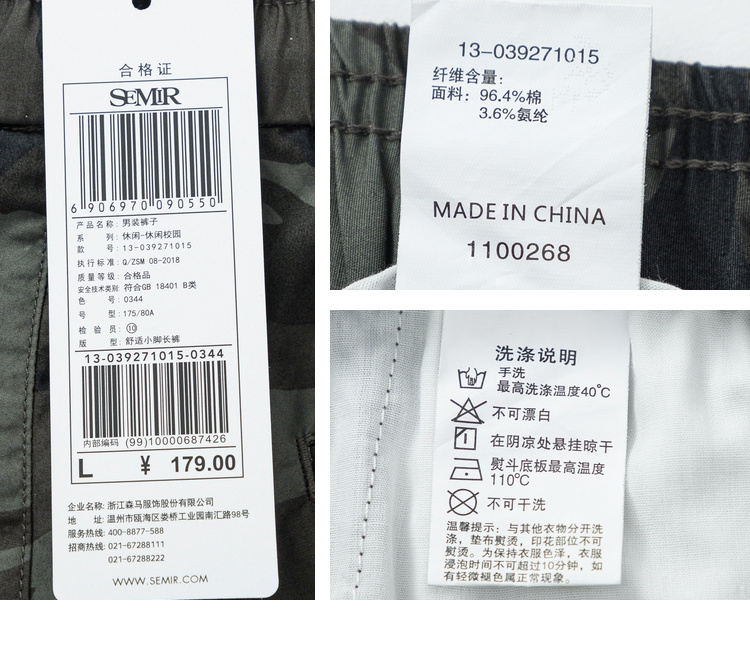 合格证
SEMIR
6 906970 090550
产品名称: 男装裤子
系 列: 休闲-休闲校园
款 号: 13-039271015
执行标准: Q/ZSM 08-2018
质量等级: 合格品
安全技术类别: 符合GB 18401 B类
色 号: 0344
号 型: 175/80A
检 验 员: ⑩
版 型: 舒适小脚长裤
13-039271015-0344
内部编码 (99)10000687426
L ¥ 179.00
企业名称: 浙江森马服饰股份有限公司
地 址: 温州市瓯海区娄桥工业园南汇路98号
服务热线: 400-8877-588
招商热线: 021-67288111
021-67288222
WWW.SEMIR.COM
13-039271015
纤维含量:
面料: 96.4%棉
3.6%氨纶
MADE IN CHINA
1100268
洗涤说明
手洗
最高洗涤温度40℃
不可漂白
在阴凉处悬挂晾干
熨斗底板最高温度
110℃
不可干洗
温馨提示: 与其他衣物分开洗
涤, 垫布熨烫, 印花部位不可
熨烫。为保持衣服色泽, 衣服
浸泡时间不可超过10分钟, 如
有轻微褪色属正常现象。